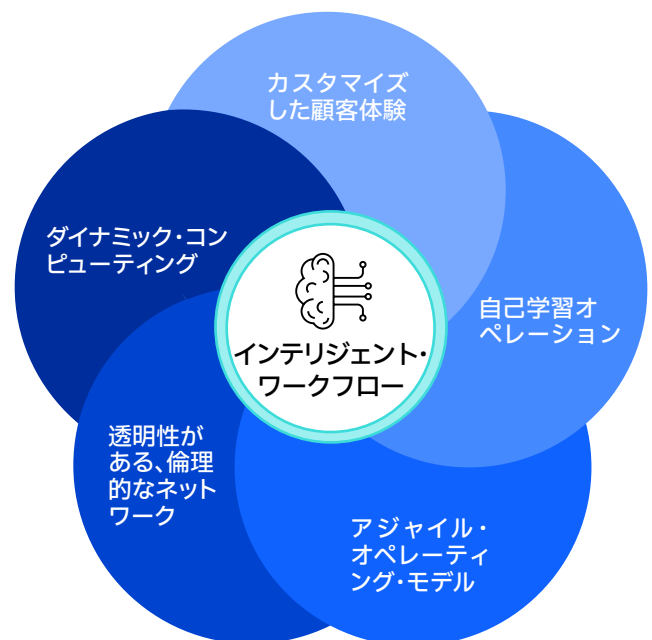 カスタマイズ
した顧客体験
ダイナミック・コン
ピューティング
自己学習オ
ペレーション
インテリジェント・
ワークフロー
透明性が
ある、倫理
的なネット
ワーク
アジャイル・
オペレーティ
ング・モデル